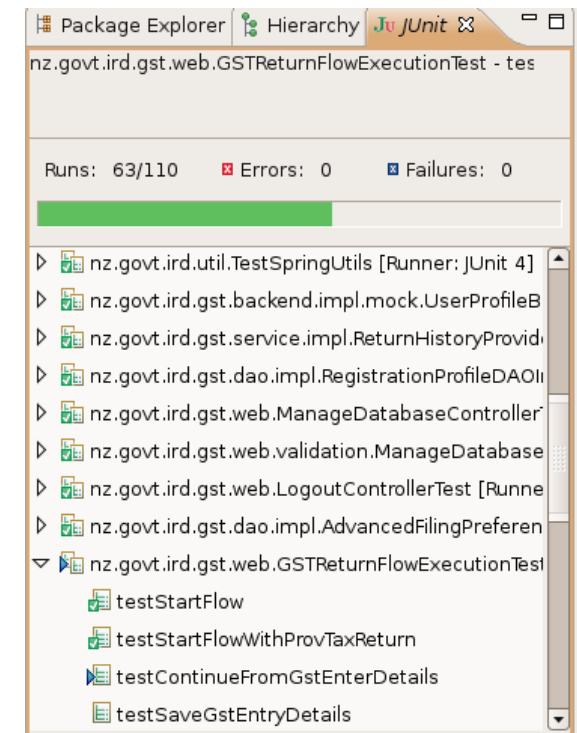 Package Explorer Hierarchy Ju JUnit
nz.govt.ird.gst.web.GSTReturnFlowExecutionTest - tes
Runs: 63/110 Errors: 0 Failures: 0
nz.govt.ird.util.TestSpringUtils [Runner: JUnit 4]
nz.govt.ird.gst.backend.impl.mock.UserProfileB
nz.govt.ird.gst.service.impl.ReturnHistoryProvid
nz.govt.ird.gst.dao.impl.RegistrationProfileDAOI
nz.govt.ird.gst.web.ManageDatabaseControllerT
nz.govt.ird.gst.web.validation.ManageDatabase
nz.govt.ird.gst.web.LogoutControllerTest [Runne
nz.govt.ird.gst.dao.impl.AdvancedFilingPreferen
nz.govt.ird.gst.web.GSTReturnFlowExecutionTest
testStartFlow
testStartFlowWithProvTaxReturn
testContinueFromGstEnterDetails
testSaveGstEntryDetails